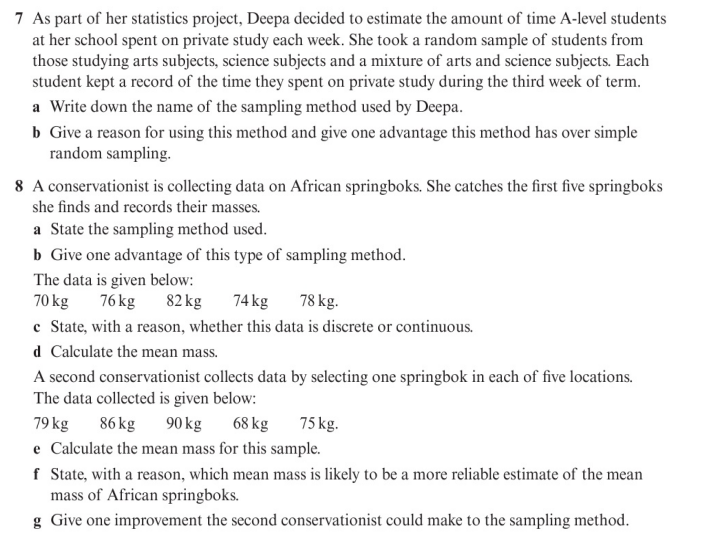 7 As part of her statistics project, Deepa decided to estimate the amount of time A-level students
at her school spent on private study each week. She took a random sample of students from
those studying arts subjects, science subjects and a mixture of arts and science subjects. Each
student kept a record of the time they spent on private study during the third week of term.
a Write down the name of the sampling method used by Deepa.
b Give a reason for using this method and give one advantage this method has over simple
random sampling.
8 A conservationist is collecting data on African springboks. She catches the first five springboks
she finds and records their masses.
a State the sampling method used.
b Give one advantage of this type of sampling method.
The data is given below:
70 kg 76 kg 82 kg 74 kg 78 kg.
c State, with a reason, whether this data is discrete or continuous.
d Calculate the mean mass.
A second conservationist collects data by selecting one springbok in each of five locations.
The data collected is given below:
79 kg 86 kg 90 kg 68 kg 75 kg.
e Calculate the mean mass for this sample.
f State, with a reason, which mean mass is likely to be a more reliable estimate of the mean
mass of African springboks.
g Give one improvement the second conservationist could make to the sampling method.